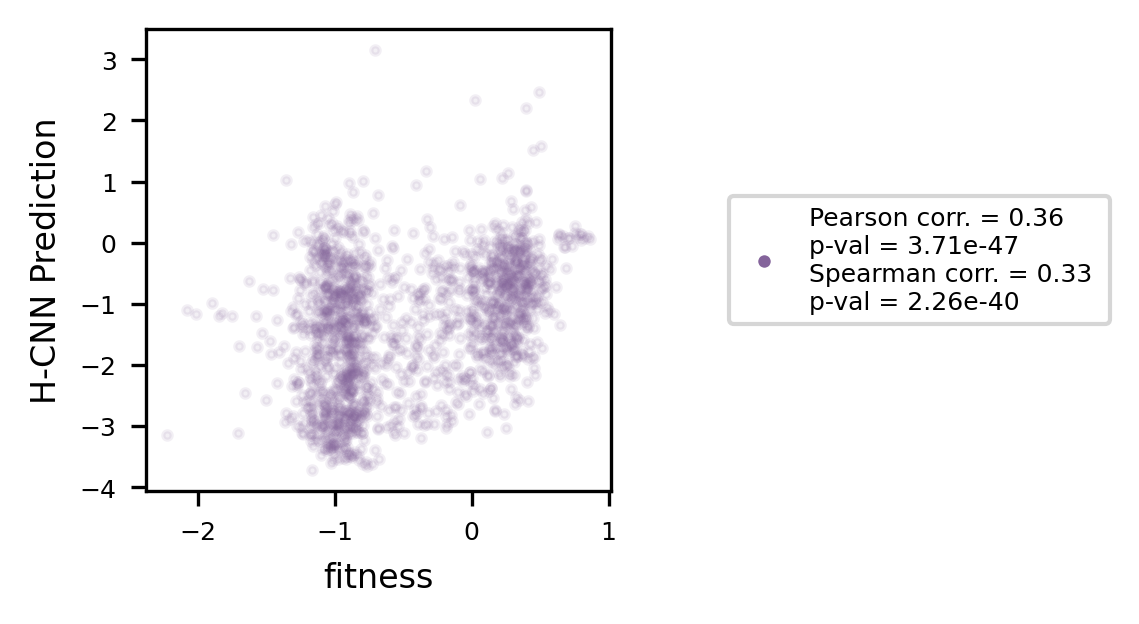 3
2
1
0
−1
−2
−3
−4
H-CNN Prediction
−2
−1
0
1
fitness
Pearson corr. = 0.36
p-val = 3.71e-47
Spearman corr. = 0.33
p-val = 2.26e-40